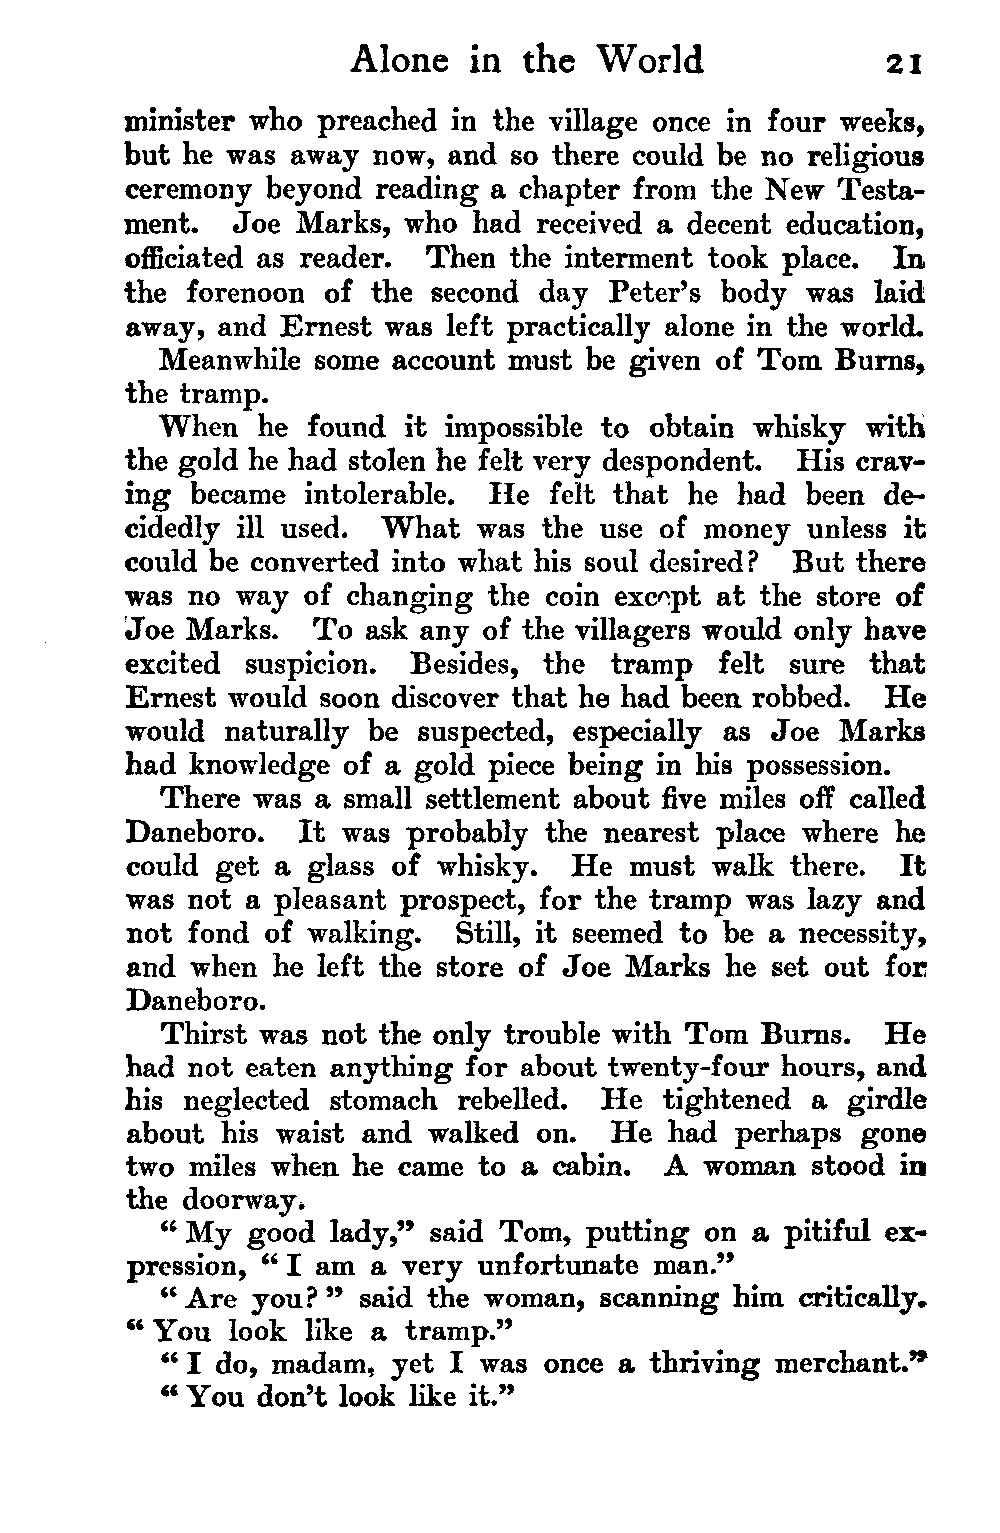 Alone in the World 21
minister who preached in the village once in four weeks,
but he was away now, and so there could be no religious
ceremony beyond reading a chapter from the New Testa-
ment. Joe Marks, who had received a decent education,
officiated as reader. Then the interment took place. In
the forenoon of the second day Peter's body was laid
away, and Ernest was left practically alone in the world.
Meanwhile some account must be given of Tom Burns,
the tramp.
When he found it impossible to obtain whisky with
the gold he had stolen he felt very despondent. His crav-
ing became intolerable. He felt that he had been de-
cidedly ill used. What was the use of money unless it
could be converted into what his soul desired? But there
was no way of changing the coin except at the store of
Joe Marks. To ask any of the villagers would only have
excited suspicion. Besides, the tramp felt sure that
Ernest would soon discover that he had been robbed. He
would naturally be suspected, especially as Joe Marks
had knowledge of a gold piece being in his possession.
There was a small settlement about five miles off called
Daneboro. It was probably the nearest place where he
could get a glass of whisky. He must walk there. It
was not a pleasant prospect, for the tramp was lazy and
not fond of walking. Still, it seemed to be a necessity,
and when he left the store of Joe Marks he set out for
Daneboro.
Thirst was not the only trouble with Tom Burns. He
had not eaten anything for about twenty-four hours, and
his neglected stomach rebelled. He tightened a girdle
about his waist and walked on. He had perhaps gone
two miles when he came to a cabin. A woman stood in
the doorway.
"My good lady," said Tom, putting on a pitiful ex-
pression, "I am a very unfortunate man."
"Are you?" said the woman, scanning him critically.
"You look like a tramp."
"I do, madam, yet I was once a thriving merchant."
"You don't look like it."